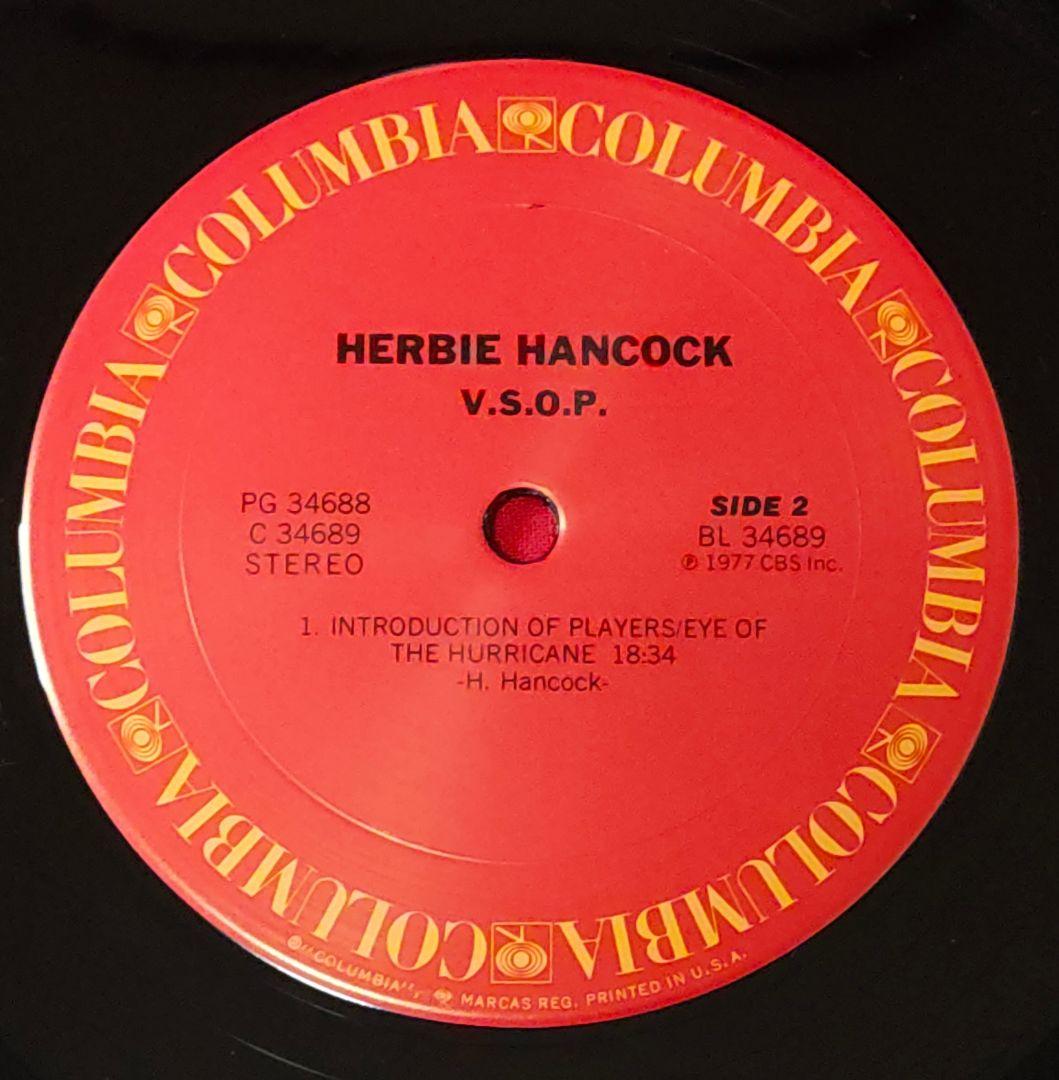 COLUMBIA COLUMBIA COLUMBIA COLUMBIA COLUMBIA COLUMBIA
HERBIE HANCOCK
V.S.O.P.
PG 34688
C 34689
STEREO
SIDE 2
BL 34689
℗ 1977 CBS Inc.
1. INTRODUCTION OF PLAYERS/EYE OF
THE HURRICANE 18:34
-H. Hancock-
®"COLUMBIA", MARCAS REG. PRINTED IN U.S.A.